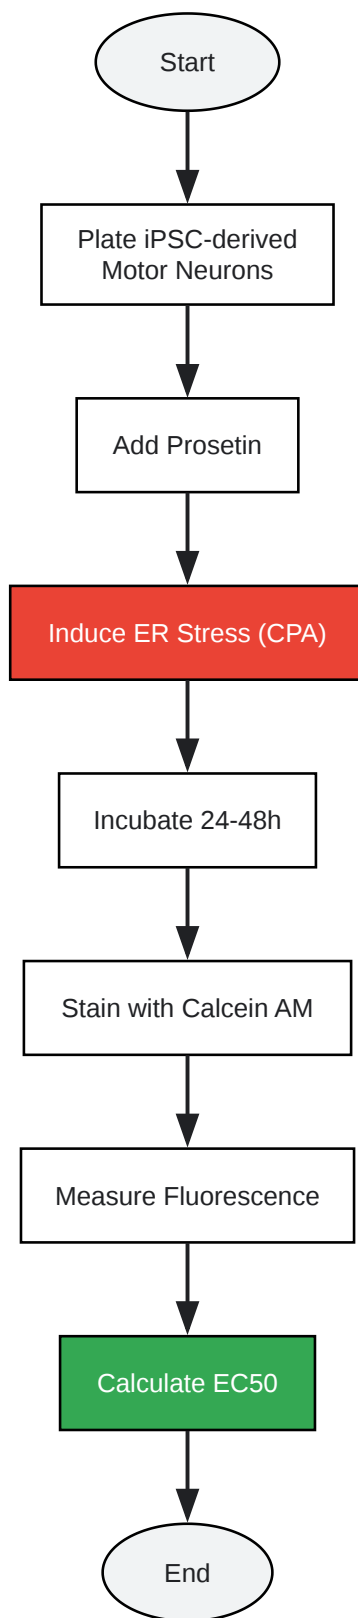 Start
Plate iPSC-derived
Motor Neurons
Add Prosetin
Induce ER Stress (CPA)
Incubate 24-48h
Stain with Calcein AM
Measure Fluorescence
Calculate EC50
End